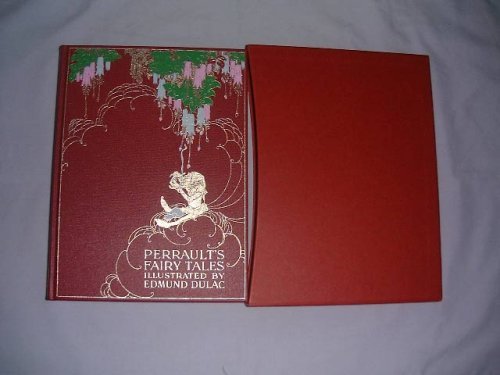 PERRAULT'S
FAIRY TALES
ILLUSTRATED BY
EDMUND DULAC